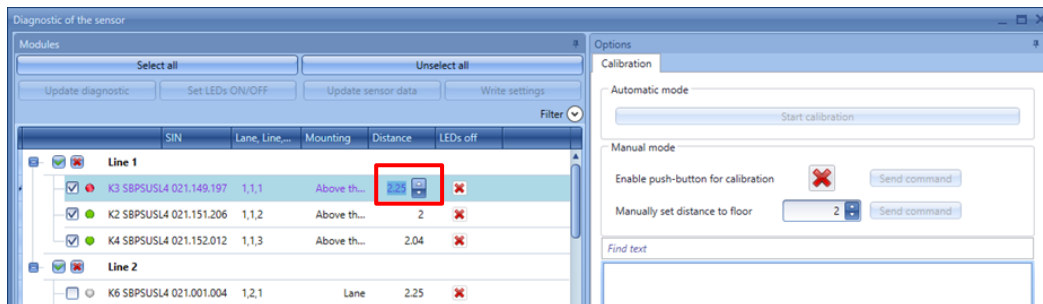 Diagnostic of the sensor
Modules
Select all Unselect all
Update diagnostic Set LEDs ON/OFF Update sensor data Write settings
Filter
SIN Lane, Line,... Mounting Distance LEDs off
Line 1
K3 SBPSUSL4 021.149.197 1,1,1 Above th... 2.25
K2 SBPSUSL4 021.151.206 1,1,2 Above th... 2
K4 SBPSUSL4 021.152.012 1,1,3 Above th... 2.04
Line 2
K6 SBPSUSL4 021.001.004 1,2,1 Lane 2.25
Options
Calibration
Automatic mode
Start calibration
Manual mode
Enable push-button for calibration Send command
Manually set distance to floor 2 Send command
Find text